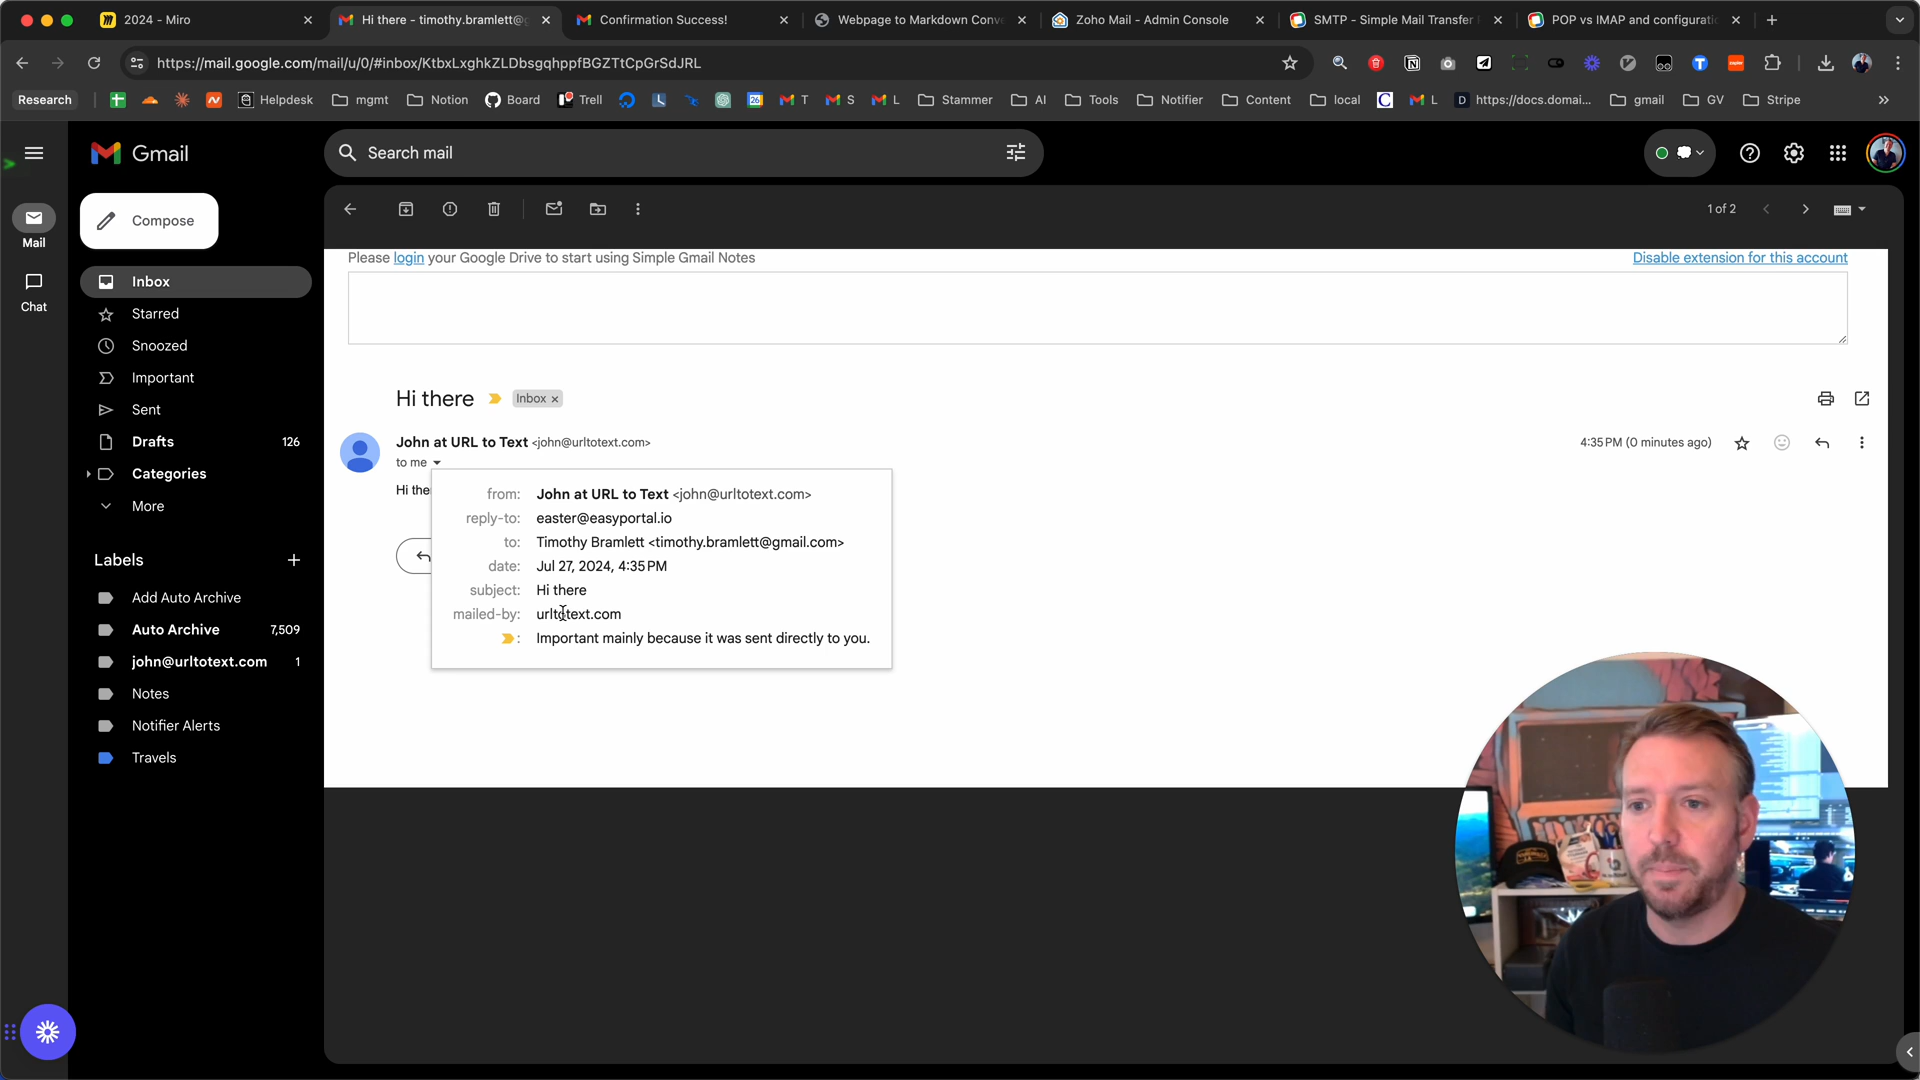 2024 - Miro
Hi there - timothy.bramlett@g
Confirmation Success!
Webpage to Markdown Conve
Zoho Mail - Admin Console
SMTP - Simple Mail Transfer
POP vs IMAP and configurati
https://mail.google.com/mail/u/0/#inbox/KtbxLxghkZLDbsgqhppfBGZTtCpGrSdJRL
Research
Helpdesk
mgmt
Notion
Board
Trell
T
S
L
Stammer
AI
Tools
Notifier
Content
local
L
https://docs.domai...
gmail
GV
Stripe
Gmail
Search mail
Compose
Mail
Chat
Inbox
Starred
Snoozed
Important
Sent
Drafts 126
Categories
More
Labels
Add Auto Archive
Auto Archive 7,509
john@urltotext.com 1
Notes
Notifier Alerts
Travels
1 of 2
Please login your Google Drive to start using Simple Gmail Notes
Disable extension for this account
Hi there Inbox x
John at URL to Text <john@urltotext.com>
4:35 PM (0 minutes ago)
to me
Hi the
from: John at URL to Text <john@urltotext.com>
reply-to: easter@easyportal.io
to: Timothy Bramlett <timothy.bramlett@gmail.com>
date: Jul 27, 2024, 4:35 PM
subject: Hi there
mailed-by: urltotext.com
: Important mainly because it was sent directly to you.